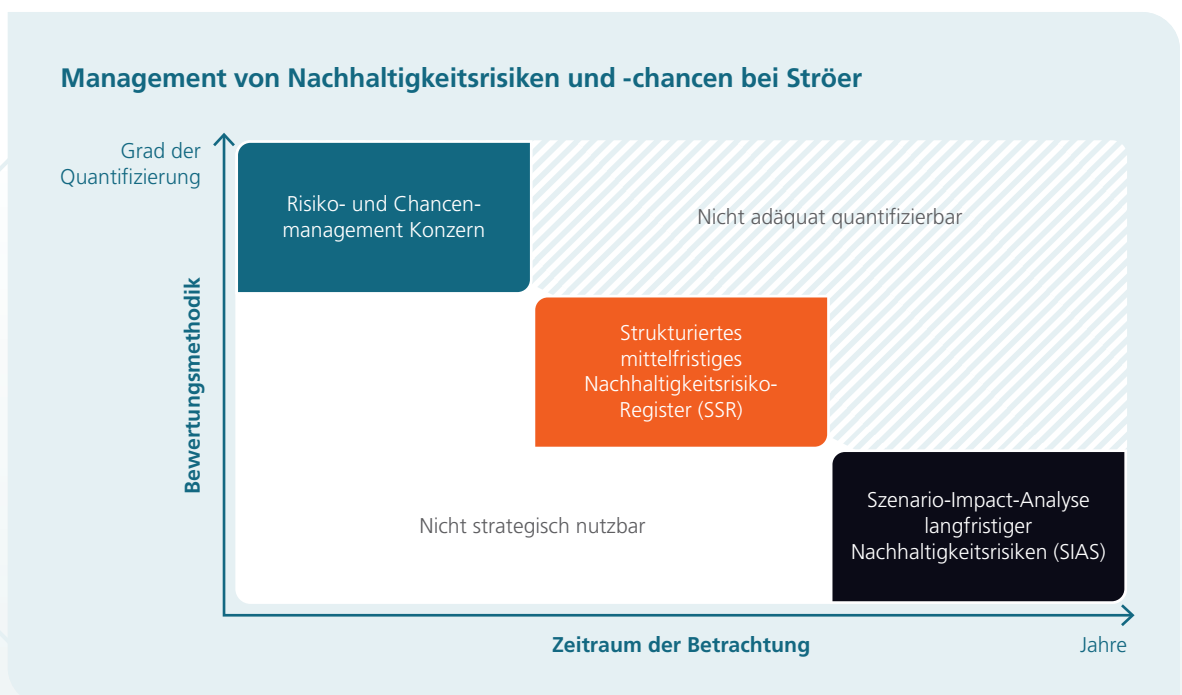 Management von Nachhaltigkeitsrisiken und -chancen bei Ströer
Grad der
Quantifizierung
Bewertungsmethodik
Risiko- und Chancen-
management Konzern
Nicht adäquat quantifizierbar
Strukturiertes
mittelfristiges
Nachhaltigkeitsrisiko-
Register (SSR)
Nicht strategisch nutzbar
Szenario-Impact-Analyse
langfristiger
Nachhaltigkeitsrisiken (SIAS)
Zeitraum der Betrachtung
Jahre